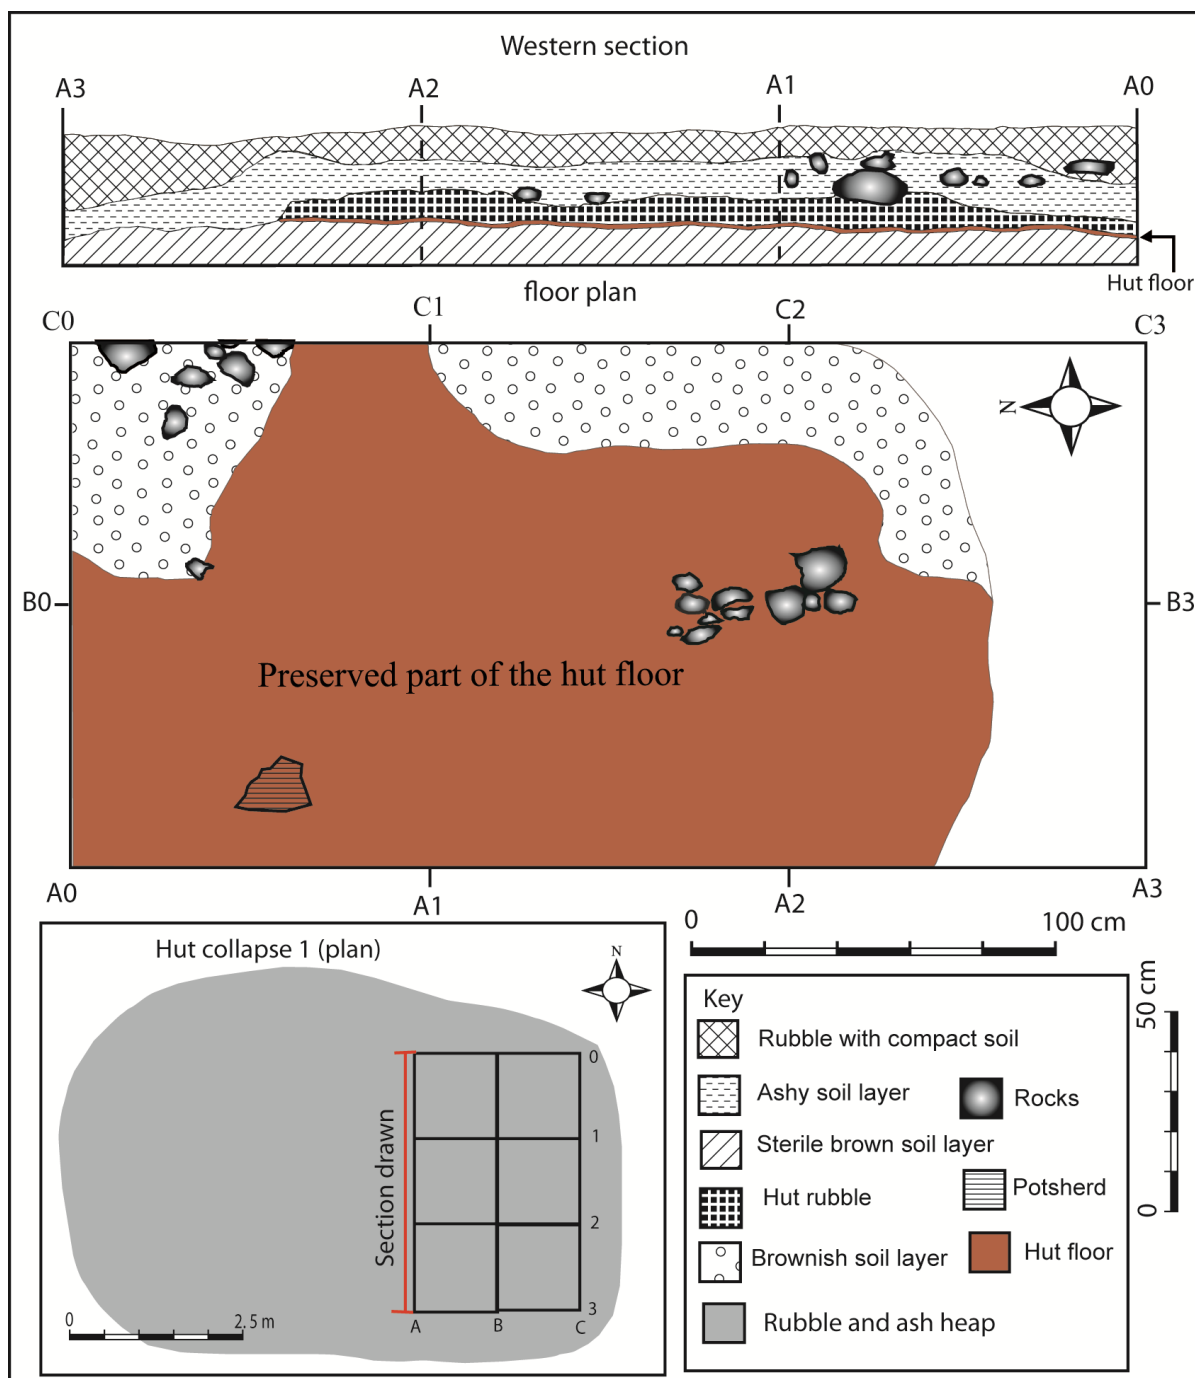 Western section
A3 A2 A1 A0
Hut floor
floor plan
C0 C1 C2 C3
N
B0 B3
Preserved part of the hut floor
A0 A1 A2 A3
0 100 cm
Hut collapse 1 (plan)
N
Section drawn
0
1
2
3
A B C
0 2.5 m
Key
Rubble with compact soil
Ashy soil layer
Rocks
Sterile brown soil layer
Potsherd
Hut rubble
Brownish soil layer
Hut floor
Rubble and ash heap
0 50 cm